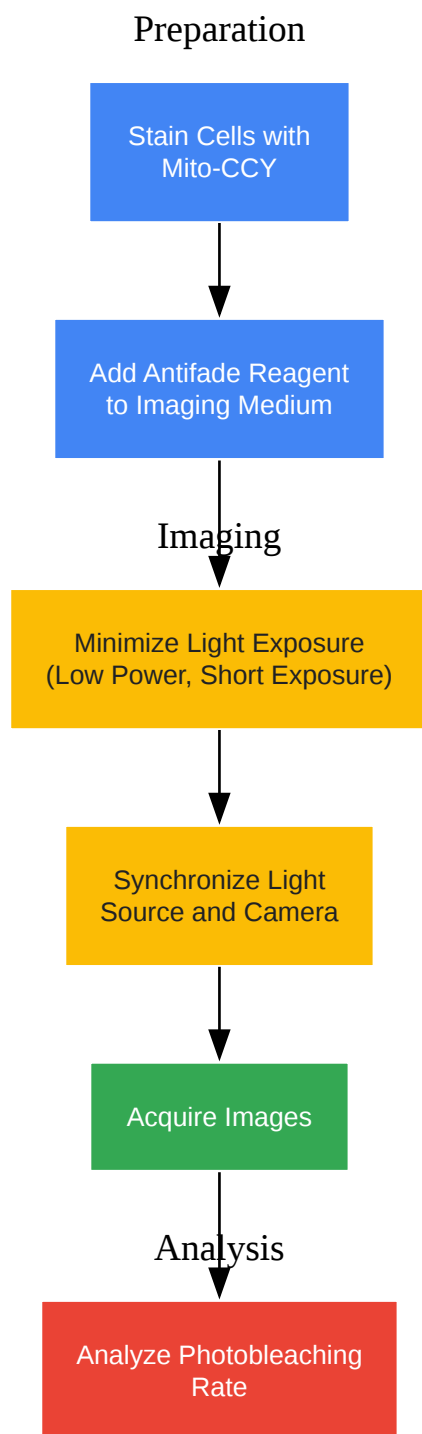 Preparation
Stain Cells with
Mito-CCY
Add Antifade Reagent
to Imaging Medium
Imaging
Minimize Light Exposure
(Low Power, Short Exposure)
Synchronize Light
Source and Camera
Acquire Images
Analysis
Analyze Photobleaching
Rate